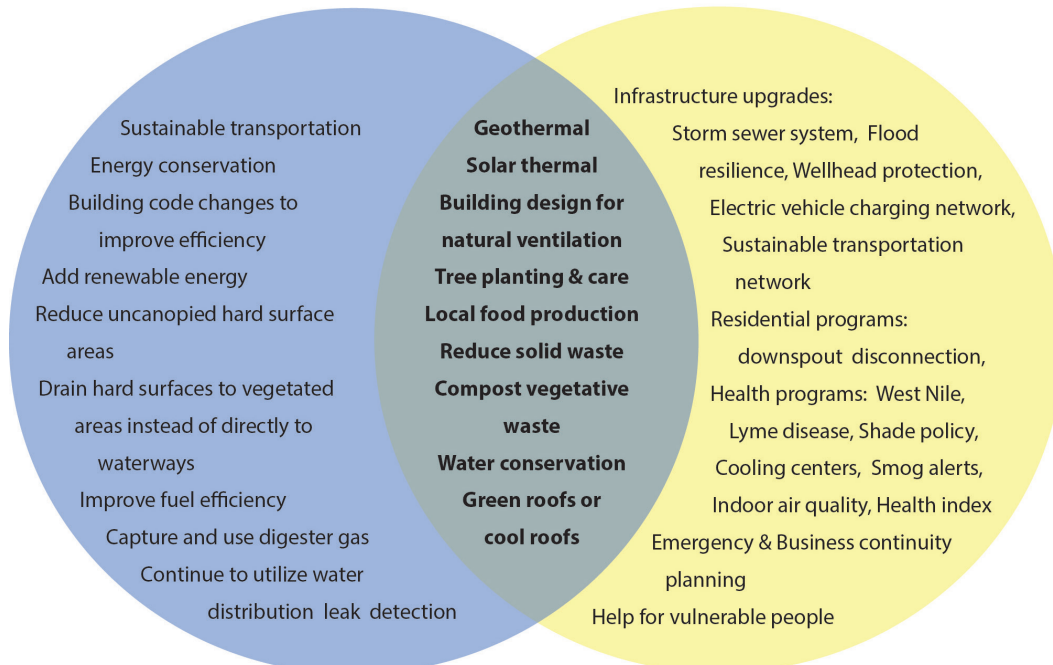 Sustainable transportation
Energy conservation
Building code changes to
improve efficiency
Add renewable energy
Reduce uncanopied hard surface
areas
Drain hard surfaces to vegetated
areas instead of directly to
waterways
Improve fuel efficiency
Capture and use digester gas
Continue to utilize water
distribution leak detection
Geothermal
Solar thermal
Building design for
natural ventilation
Tree planting & care
Local food production
Reduce solid waste
Compost vegetative
waste
Water conservation
Green roofs or
cool roofs
Infrastructure upgrades:
Storm sewer system, Flood
resilience, Wellhead protection,
Electric vehicle charging network,
Sustainable transportation
network
Residential programs:
downspout disconnection,
Health programs: West Nile,
Lyme disease, Shade policy,
Cooling centers, Smog alerts,
Indoor air quality, Health index
Emergency & Business continuity
planning
Help for vulnerable people